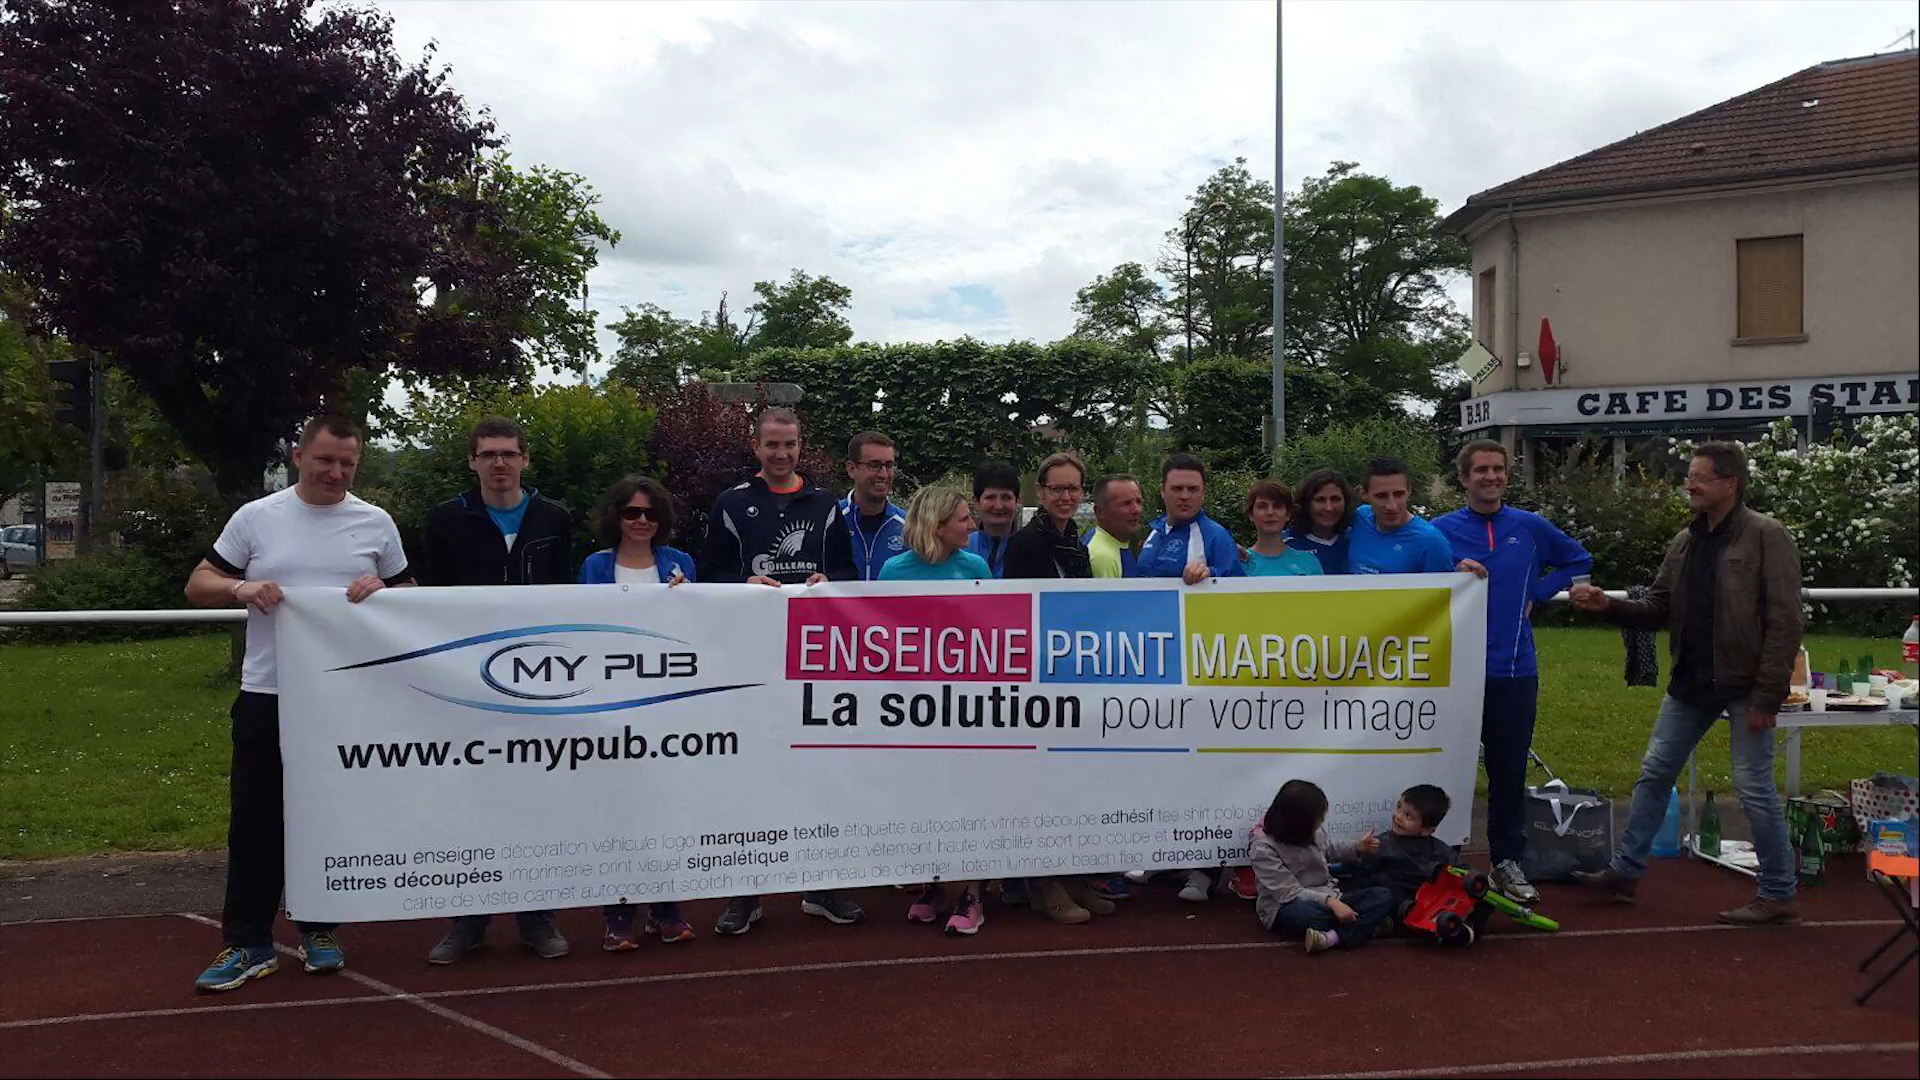 BAR CAFE DES STA
PRESSE
GUILLEMOT
C MY PUB
www.c-mypub.com
ENSEIGNE PRINT MARQUAGE
La solution pour votre image
panneau enseigne décoration véhicule logo marquage textile étiquette autocollant vitrine decoupe adhésif tee shirt polo objet pub
lettres découpées imprimerie print visuel signalétique intérieure vêtement haute visibilité sport pro coupe et trophée
carte de visite carnet autocopiant scotch imprimé panneau de chantier totem lumineux beach flag drapeau